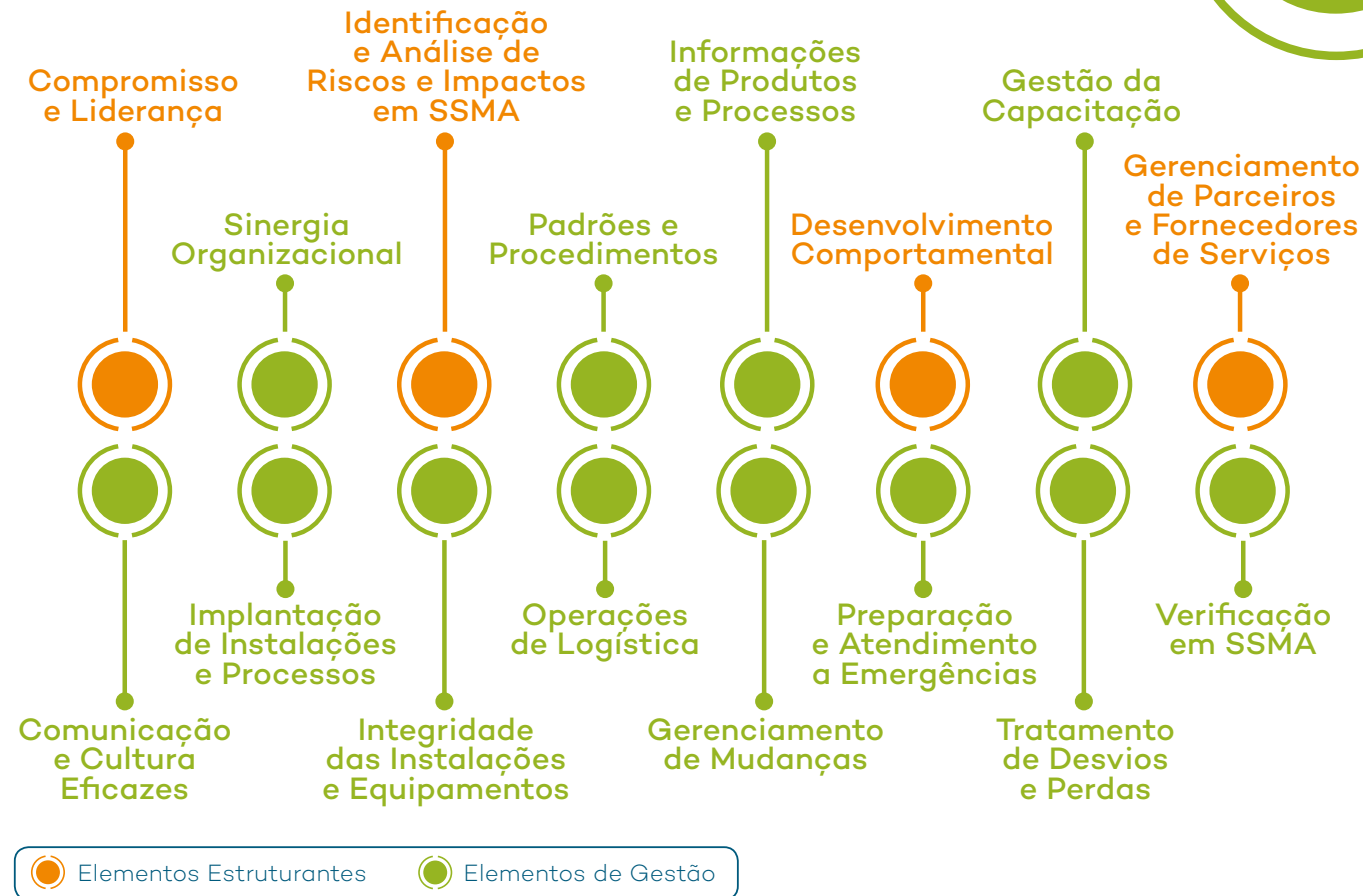 Compromisso
e Liderança
Sinergia
Organizacional
Identificação
e Análise de
Riscos e Impactos
em SSMA
Padrões e
Procedimentos
Informações
de Produtos
e Processos
Desenvolvimento
Comportamental
Gestão da
Capacitação
Gerenciamento
de Parceiros
e Fornecedores
de Serviços
Comunicação
e Cultura
Eficazes
Implantação
de Instalações
e Processos
Integridade
das Instalações
e Equipamentos
Operações
de Logística
Gerenciamento
de Mudanças
Preparação
e Atendimento
a Emergências
Tratamento
de Desvios
e Perdas
Verificação
em SSMA
Elementos Estruturantes
Elementos de Gestão